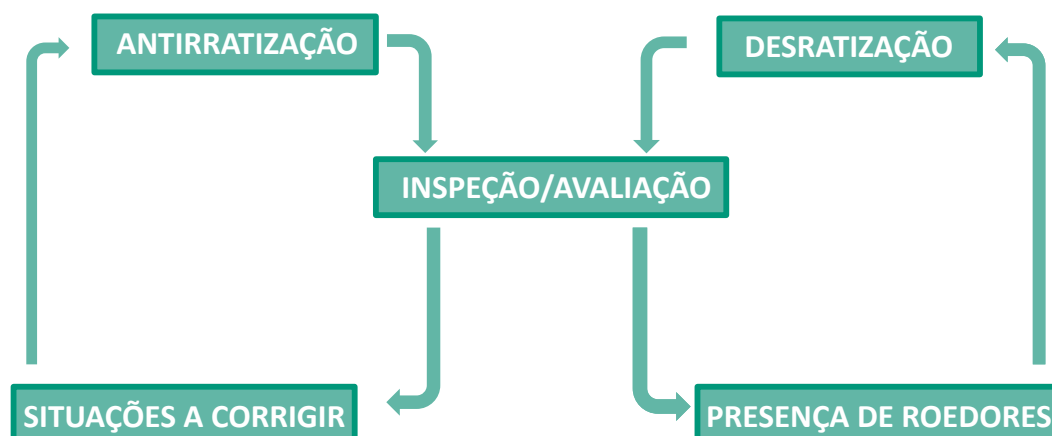 ANTIRRATIZAÇÃO
DESRATIZAÇÃO
INSPEÇÃO/AVALIAÇÃO
SITUAÇÕES A CORRIGIR
PRESENÇA DE ROEDORES